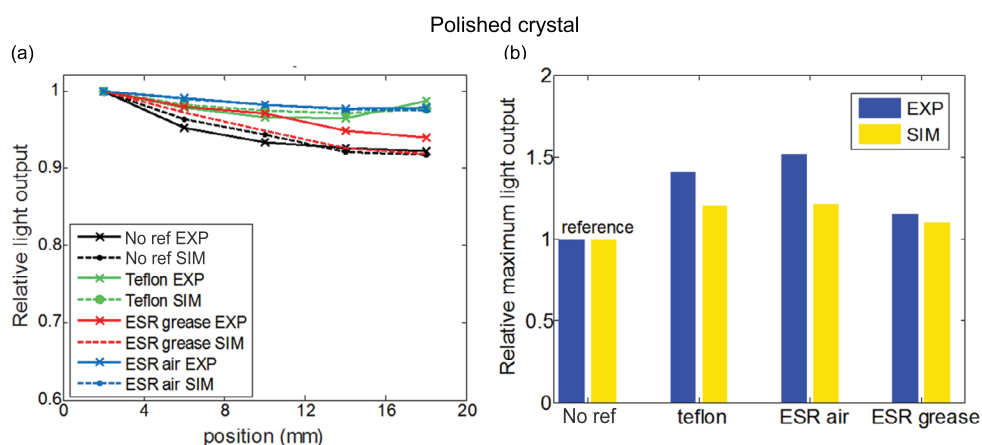 Polished crystal
(a)
Relative light output
1
0.9
0.8
0.7
0.6
0
4
8
12
16
20
position (mm)
No ref EXP
No ref SIM
Teflon EXP
Teflon SIM
ESR grease EXP
ESR grease SIM
ESR air EXP
ESR air SIM
(b)
Relative maximum light output
2
1.5
1
0.5
0
EXP
SIM
reference
No ref
teflon
ESR air
ESR grease